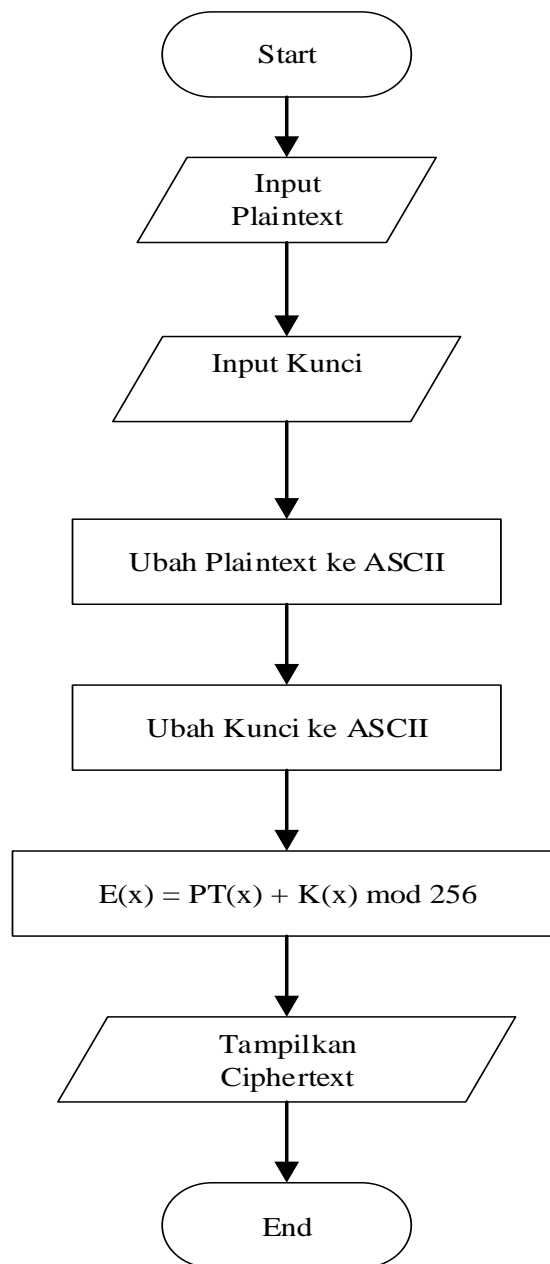 Start
Input
Plaintext
Input Kunci
Ubah Plaintext ke ASCII
Ubah Kunci ke ASCII
E(x) = PT(x) + K(x) mod 256
Tampilkan
Ciphertext
End